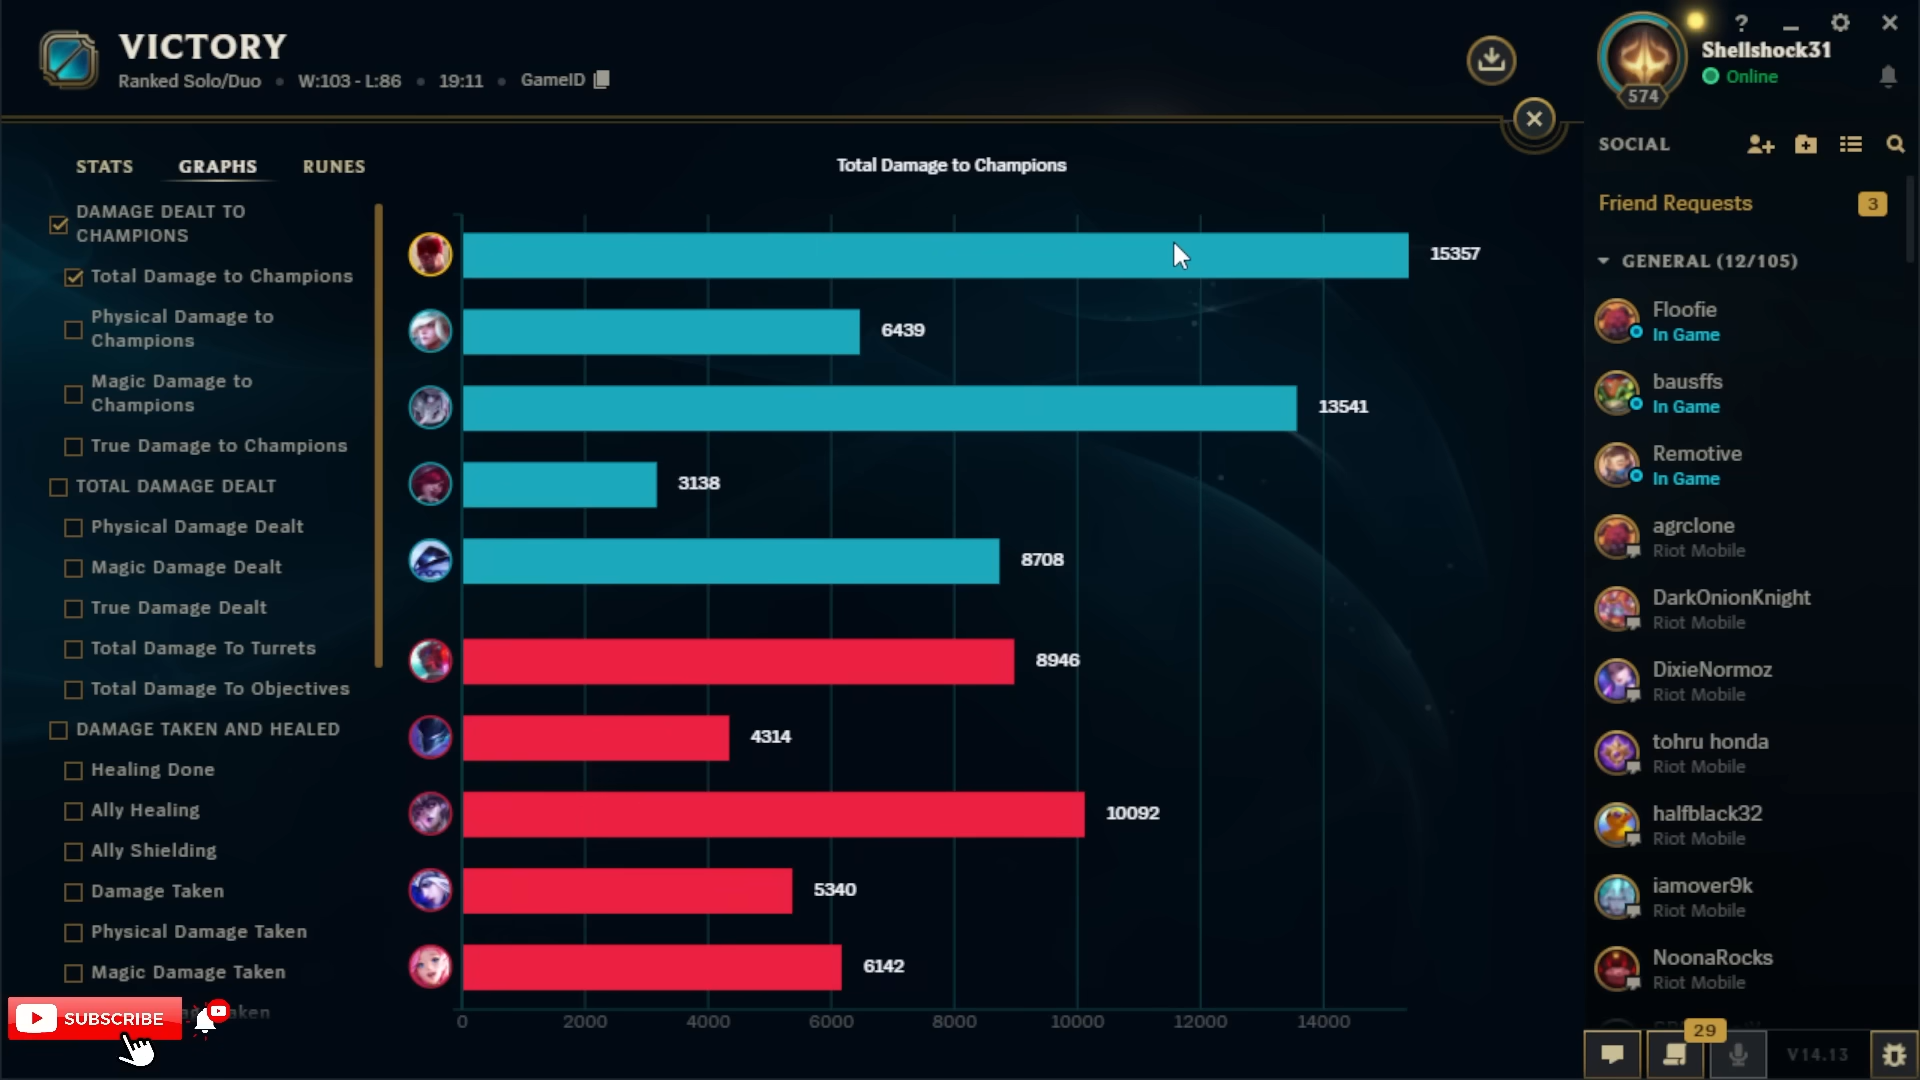 VICTORY
Ranked Solo/Duo • W:103 - L:86 • 19:11 • GameID
STATS GRAPHS RUNES
DAMAGE DEALT TO
CHAMPIONS
Total Damage to Champions
Physical Damage to
Champions
Magic Damage to
Champions
True Damage to Champions
TOTAL DAMAGE DEALT
Physical Damage Dealt
Magic Damage Dealt
True Damage Dealt
Total Damage To Turrets
Total Damage To Objectives
DAMAGE TAKEN AND HEALED
Healing Done
Ally Healing
Ally Shielding
Damage Taken
Physical Damage Taken
Magic Damage Taken
aken
SUBSCRIBE
Total Damage to Champions
15357
6439
13541
3138
8708
8946
4314
10092
5340
6142
0 2000 4000 6000 8000 10000 12000 14000
574
?
Shellshock31
Online
SOCIAL
Friend Requests 3
GENERAL (12/105)
Floofie
In Game
bausffs
In Game
Remotive
In Game
agrclone
Riot Mobile
DarkOnionKnight
Riot Mobile
DixieNormoz
Riot Mobile
tohru honda
Riot Mobile
halfblack32
Riot Mobile
iamover9k
Riot Mobile
NoonaRocks
Riot Mobile
29
V14.13